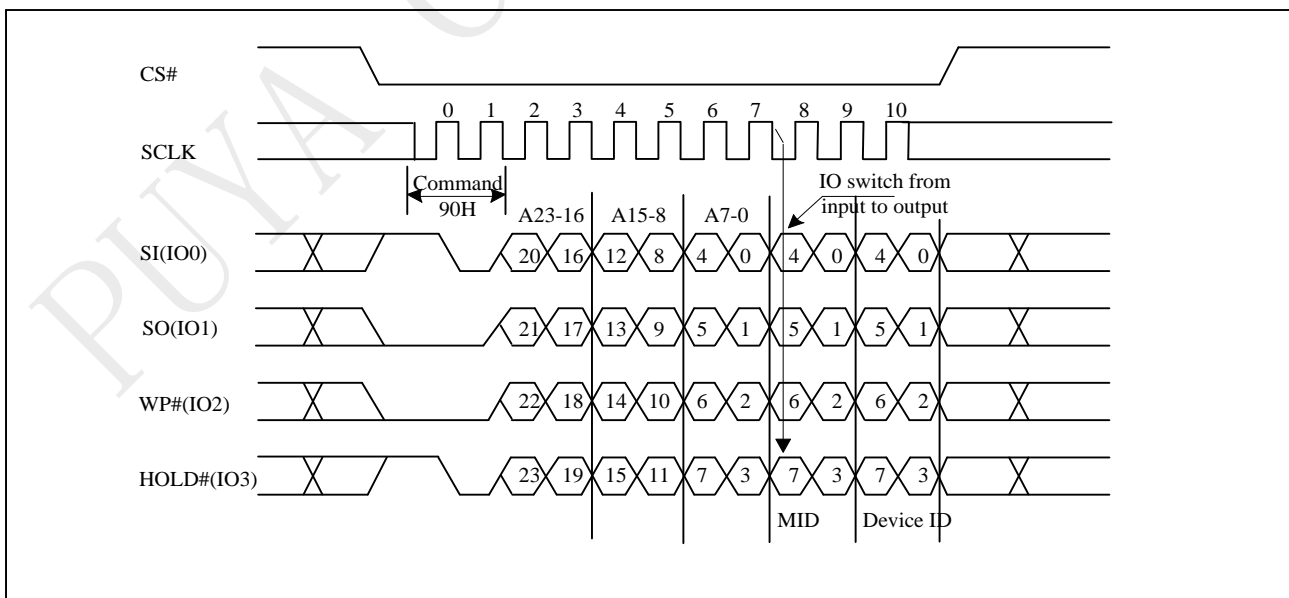 PUYA
CS#
0 1 2 3 4 5 6 7 8 9 10
SCLK
Command
90H
IO switch from
input to output
A23-16 A15-8 A7-0
SI(IO0)
20 16 12 8 4 0 4 0 4 0
SO(IO1)
21 17 13 9 5 1 5 1 5 1
WP#(IO2)
22 18 14 10 6 2 6 2 6 2
HOLD#(IO3)
23 19 15 11 7 3 7 3 7 3
MID Device ID